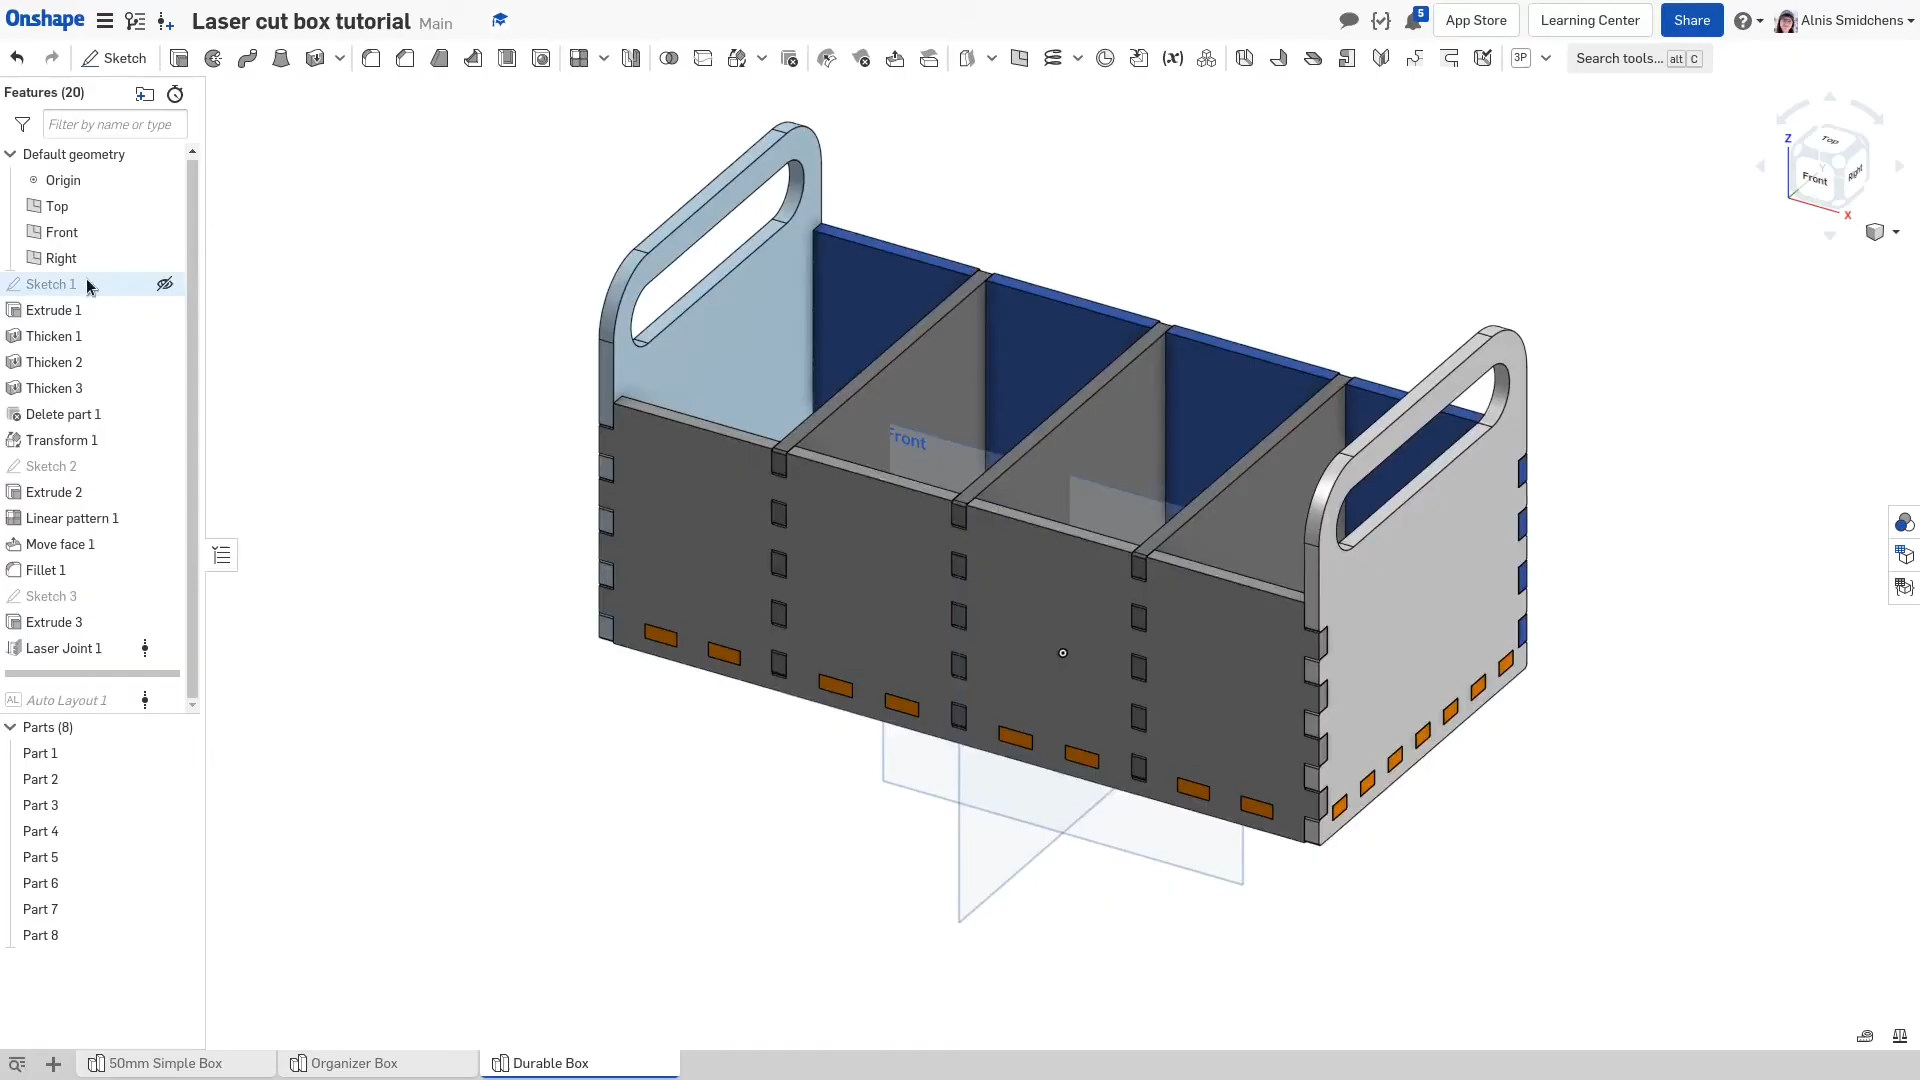 Onshape
Laser cut box tutorial Main
5
App Store
Learning Center
Share
Alnis Smidchens
Sketch
3P
Search tools... alt C
Features (20)
Filter by name or type
Default geometry
Origin
Top
Front
Right
Sketch 1
Extrude 1
Thicken 1
Thicken 2
Thicken 3
Delete part 1
Transform 1
Sketch 2
Extrude 2
Linear pattern 1
Move face 1
Fillet 1
Sketch 3
Extrude 3
Laser Joint 1
AL Auto Layout 1
Parts (8)
Part 1
Part 2
Part 3
Part 4
Part 5
Part 6
Part 7
Part 8
Front
Z
Top
Y
Front
Right
X
50mm Simple Box
Organizer Box
Durable Box